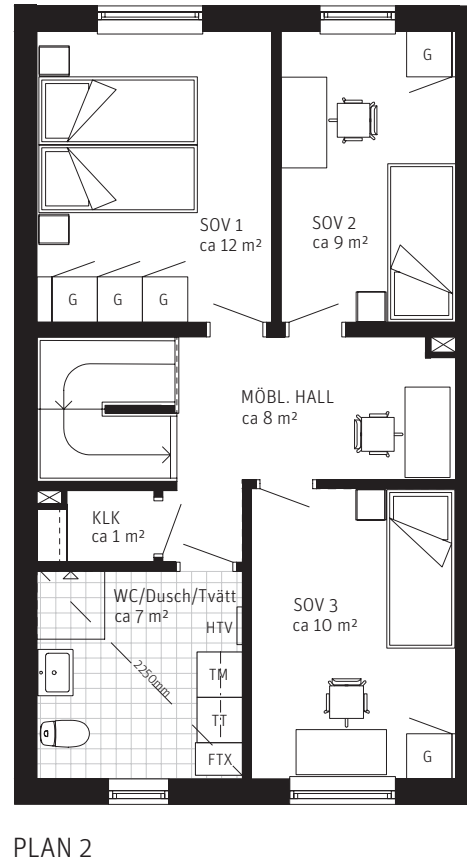 G
SOV 1
ca 12 m²
SOV 2
ca 9 m²
G
G
G
MÖBL. HALL
ca 8 m²
KLK
ca 1 m²
WC/Dusch/Tvätt
ca 7 m²
SOV 3
ca 10 m²
HTV
2250mm
TM
TT
FTX
G
PLAN 2